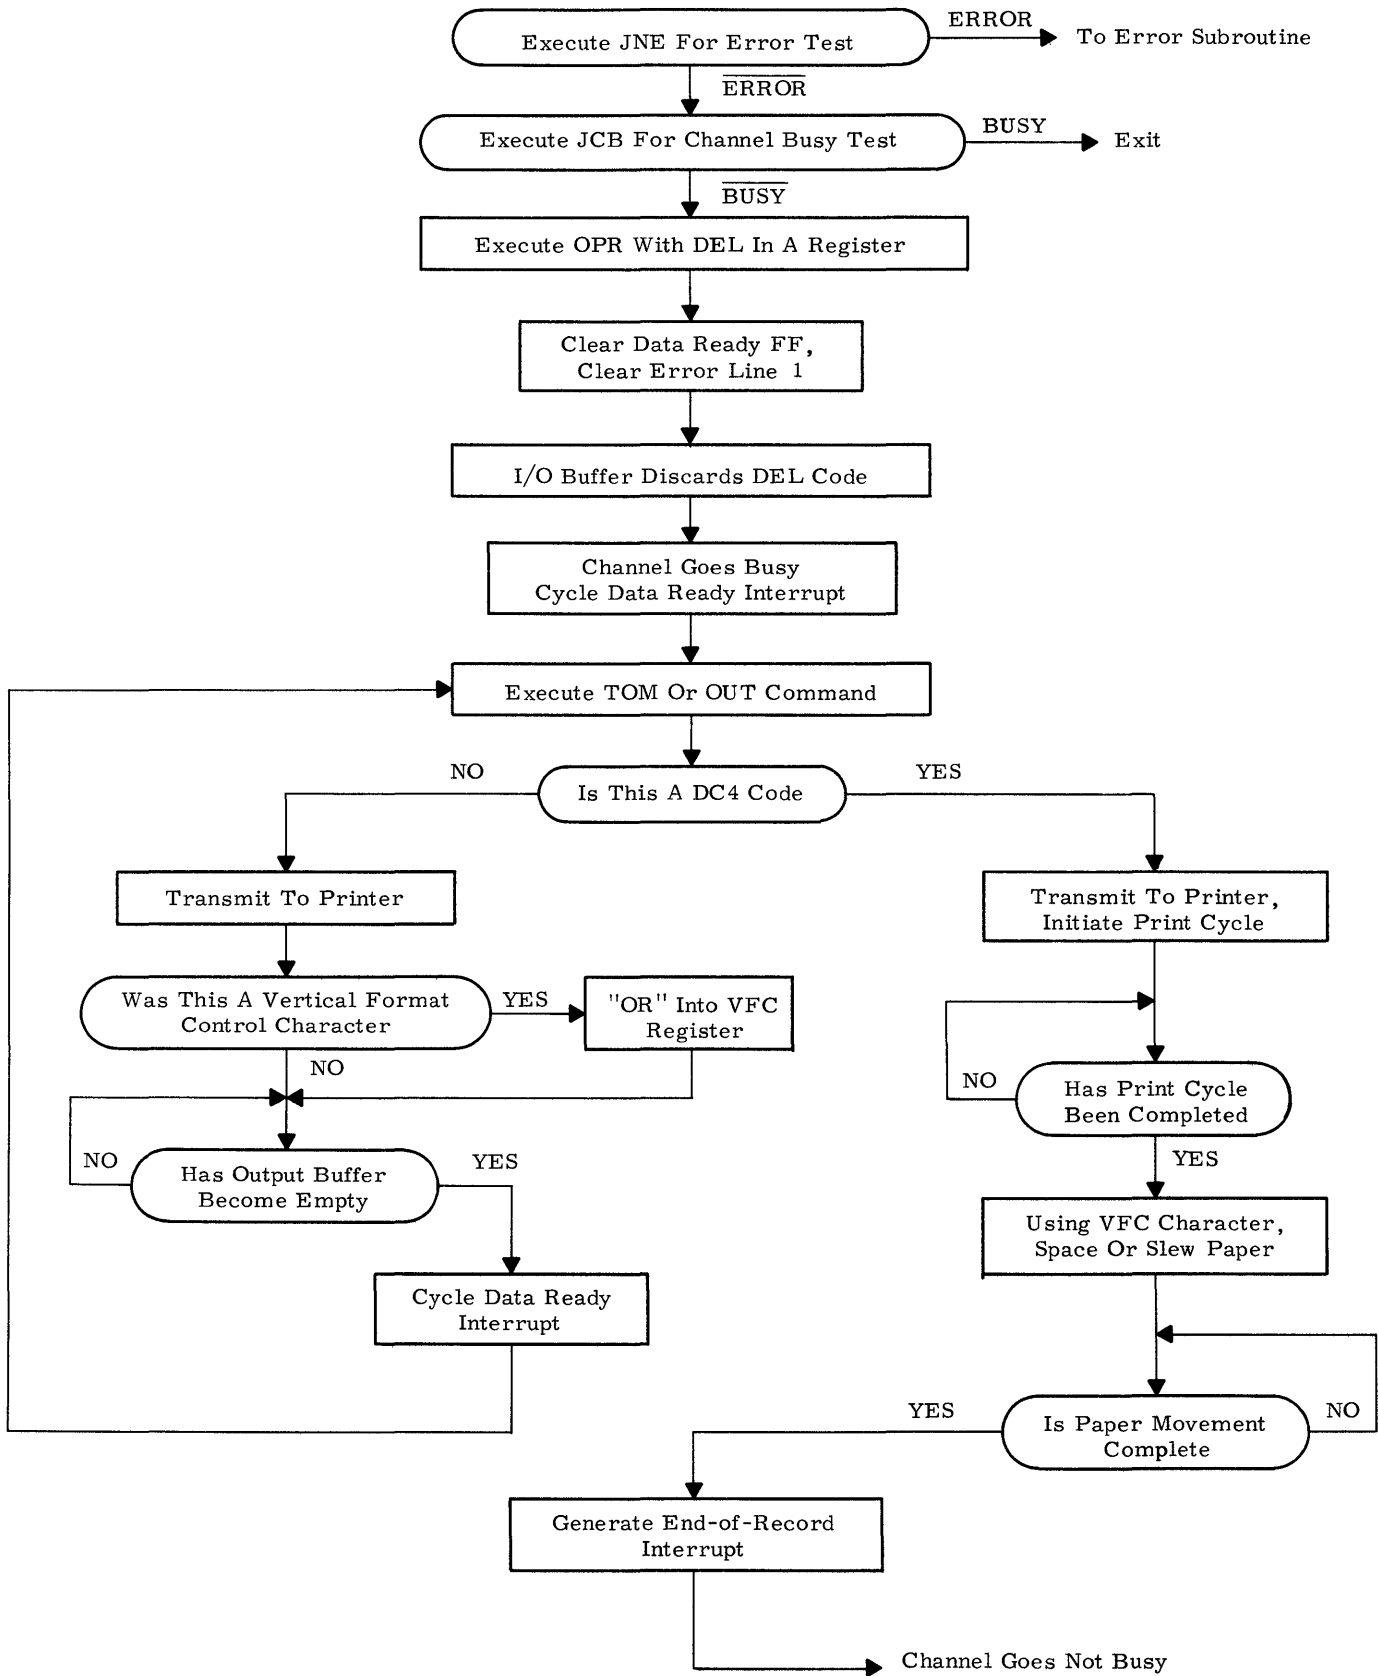 Execute JNE For Error Test
ERROR
To Error Subroutine
ERROR
Execute JCB For Channel Busy Test
BUSY
Exit
BUSY
Execute OPR With DEL In A Register
Clear Data Ready FF,
Clear Error Line 1
I/O Buffer Discards DEL Code
Channel Goes Busy
Cycle Data Ready Interrupt
Execute TOM Or OUT Command
NO
Is This A DC4 Code
YES
Transmit To Printer
Transmit To Printer,
Initiate Print Cycle
Was This A Vertical Format
Control Character
YES
"OR" Into VFC
Register
NO
NO
Has Print Cycle
Been Completed
NO
Has Output Buffer
Become Empty
YES
YES
Using VFC Character,
Space Or Slew Paper
Cycle Data Ready
Interrupt
YES
Is Paper Movement
Complete
NO
Generate End-of-Record
Interrupt
Channel Goes Not Busy